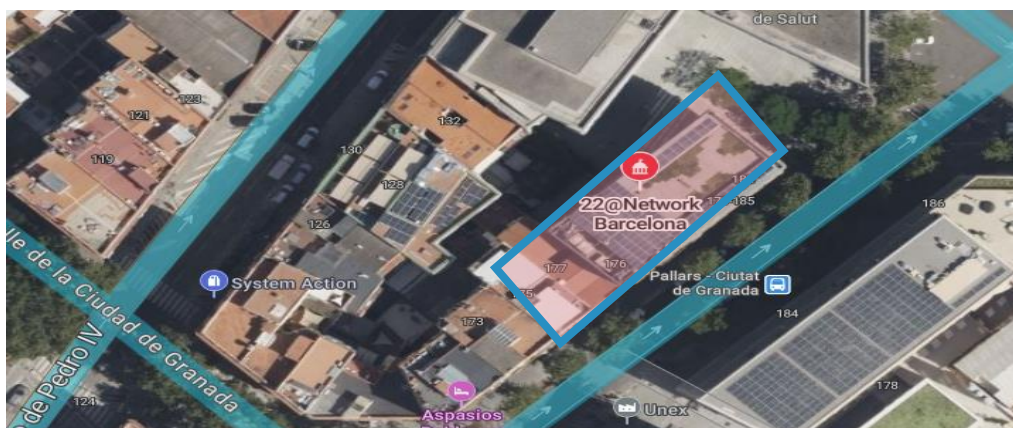 de Salut
123
121
132
130
119
128
22@Network
Barcelona
185
186
126
176
177
Pallars - Ciutat
de Granada
System Action
175
184
173
lle de la Ciudad de Granada
de Pedro IV
178
124
Aspasios
Unex